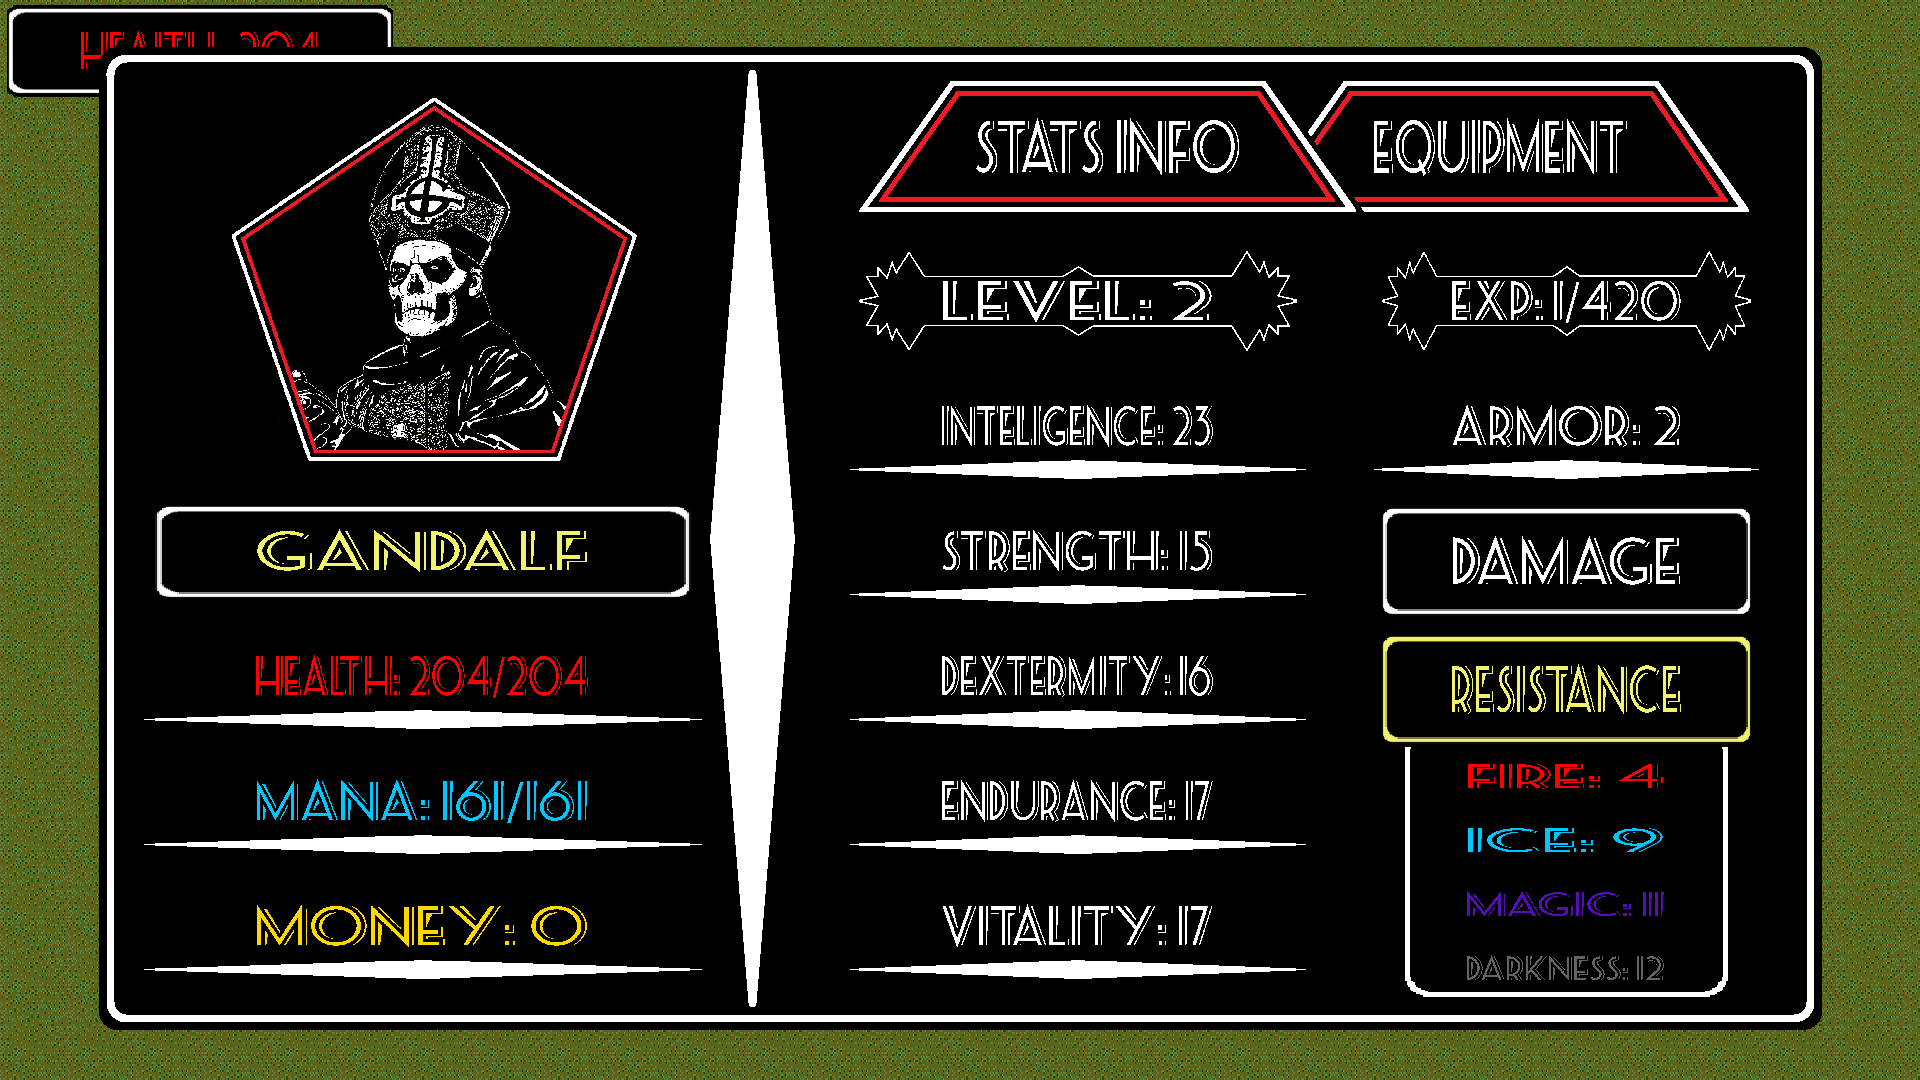 HEALTH: 204
STATS INFO
EQUIPMENT
LEVEL: 2
EXP: 1/420
INTELIGENCE: 23
ARMOR: 2
GANDALF
STRENGTH: 15
DAMAGE
HEALTH: 204/204
DEXTERMITY: 16
RESISTANCE
FIRE: 4
MANA: 161/161
ENDURANCE: 17
ICE: 9
MAGIC: 11
MONEY: 0
VITALITY: 17
DARKNESS: 12